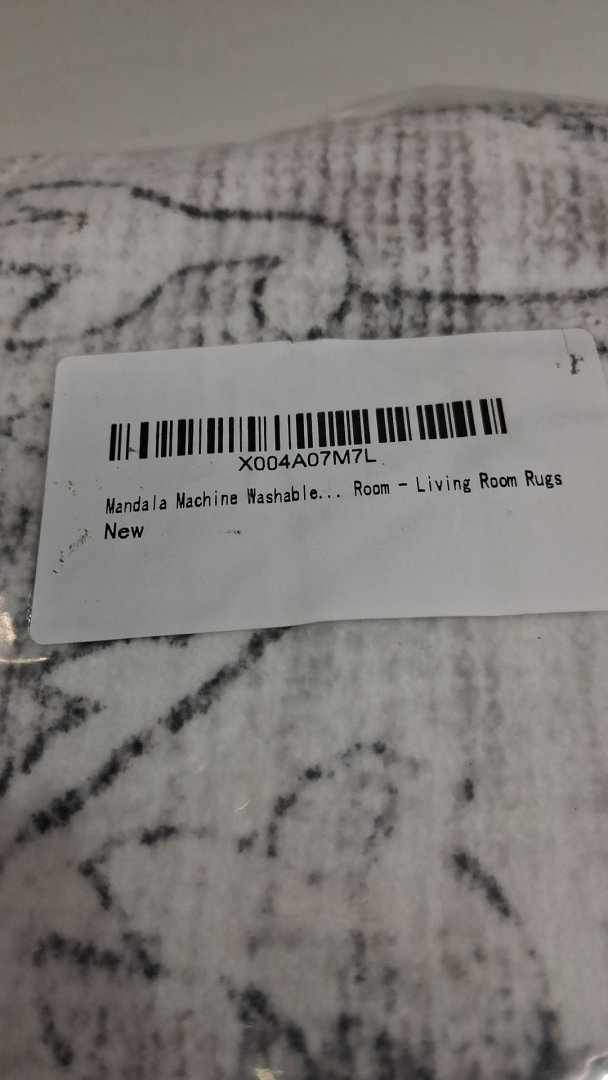 X004A07M7L
Mandala Machine Washable... Room - Living Room Rugs
New